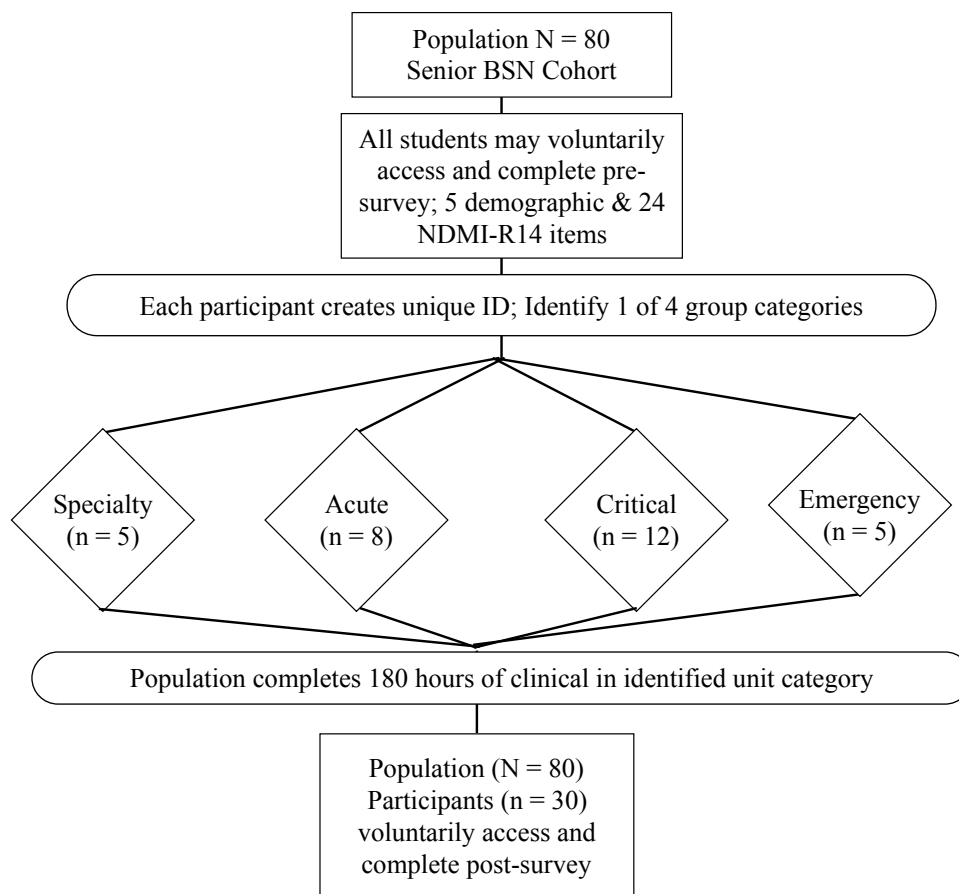 Population N = 80
Senior BSN Cohort
All students may voluntarily
access and complete pre-
survey; 5 demographic & 24
NDMI-R14 items
Each participant creates unique ID; Identify 1 of 4 group categories
Specialty
(n = 5)
Acute
(n = 8)
Critical
(n = 12)
Emergency
(n = 5)
Population completes 180 hours of clinical in identified unit category
Population (N = 80)
Participants (n = 30)
voluntarily access and
complete post-survey